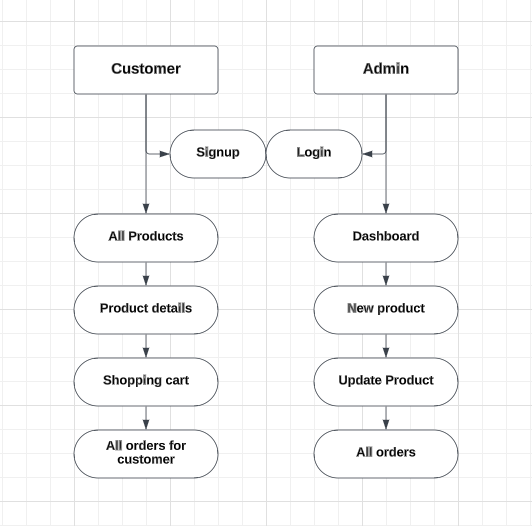 Customer
Admin
Signup
Login
All Products
Dashboard
Product details
New product
Shopping cart
Update Product
All orders for
customer
All orders